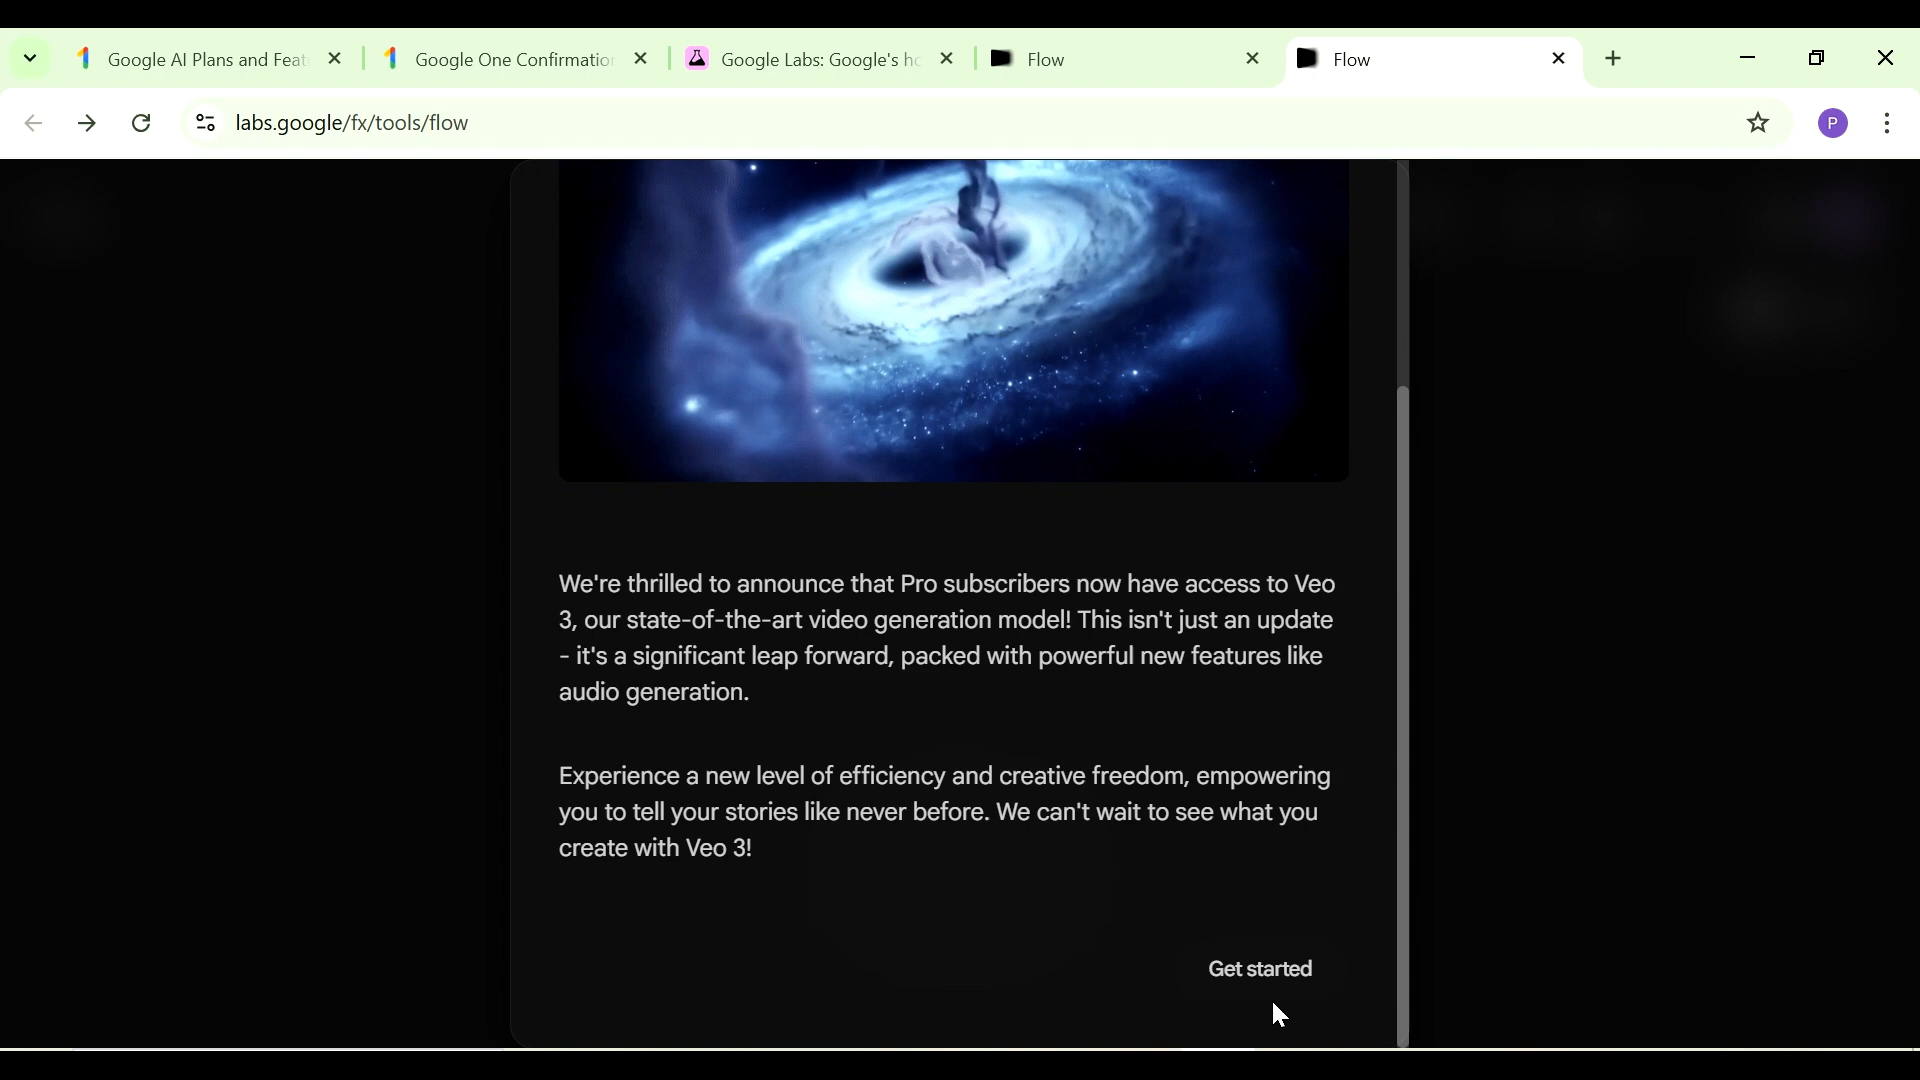 Google AI Plans and Feat
Google One Confirmation
Google Labs: Google's ho
Flow
Flow
labs.google/fx/tools/flow
P
We're thrilled to announce that Pro subscribers now have access to Veo
3, our state-of-the-art video generation model! This isn't just an update
- it's a significant leap forward, packed with powerful new features like
audio generation.
Experience a new level of efficiency and creative freedom, empowering
you to tell your stories like never before. We can't wait to see what you
create with Veo 3!
Get started